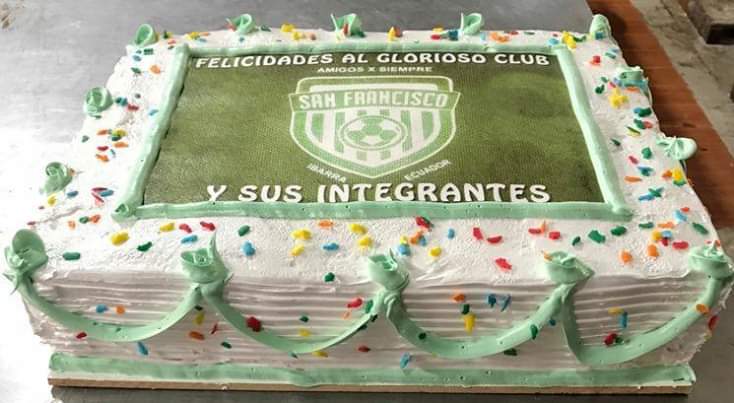 FELICIDADES AL GLORIOSO CLUB
AMIGOS X SIEMPRE
SAN FRANCISCO
IBARRA ECUADOR
Y SUS INTEGRANTES